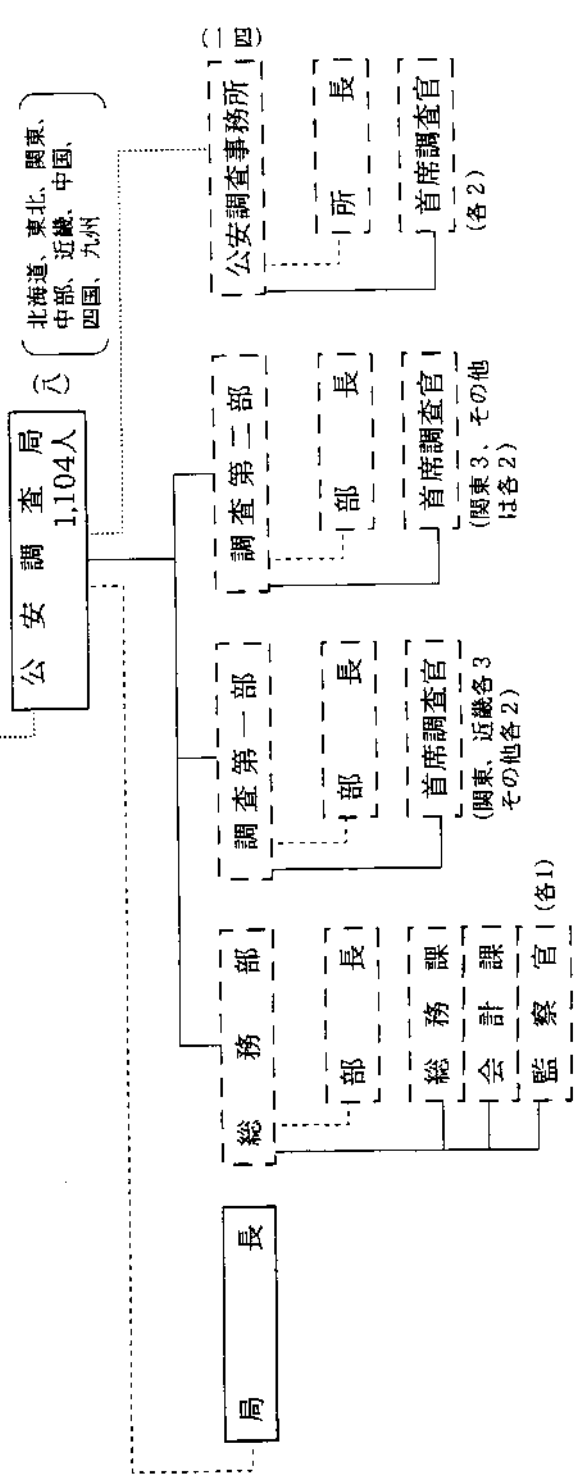 公安調査局
1,104人
(八)
北海道、東北、関東、
中部、近畿、中国、
四国、九州
局長
総務部
部長
総務課
会計課
監察官
(各1)
調査第一部
部長
首席調査官
(関東、近畿各3
その他各2)
調査第二部
部長
首席調査官
(関東3、その他
は各2)
公安調査事務所
(一四)
所長
首席調査官
(各2)